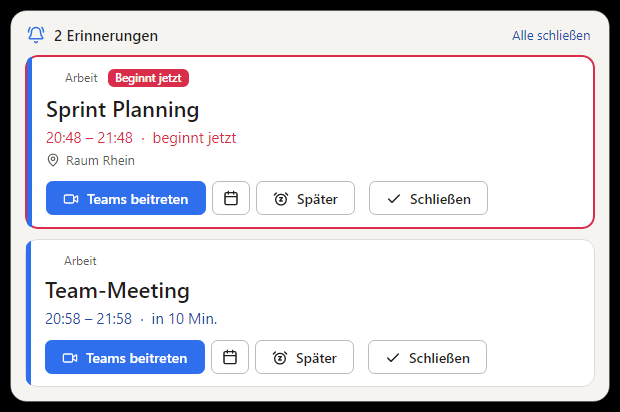 2 Erinnerungen
Alle schließen
Arbeit Beginnt jetzt
Sprint Planning
20:48 – 21:48 · beginnt jetzt
Raum Rhein
Teams beitreten Später Schließen
Arbeit
Team-Meeting
20:58 – 21:58 · in 10 Min.
Teams beitreten Später Schließen